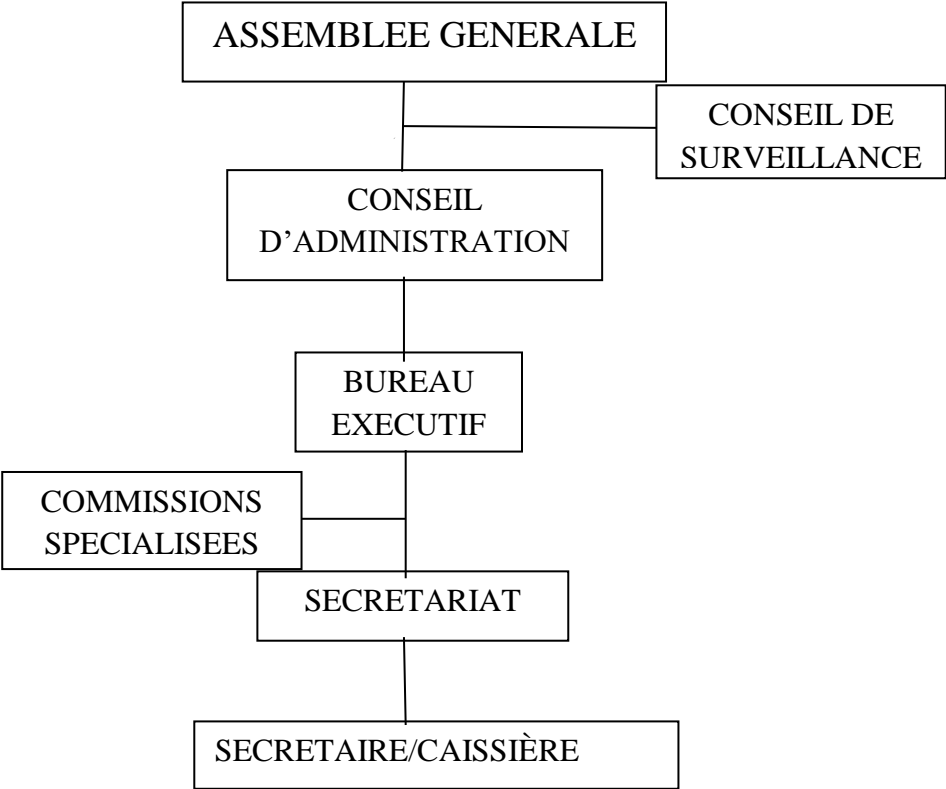 ASSEMBLEE GENERALE
CONSEIL DE
SURVEILLANCE
CONSEIL
D’ADMINISTRATION
BUREAU
EXECUTIF
COMMISSIONS
SPECIALISEES
SECRETARIAT
SECRETAIRE/CAISSIÈRE